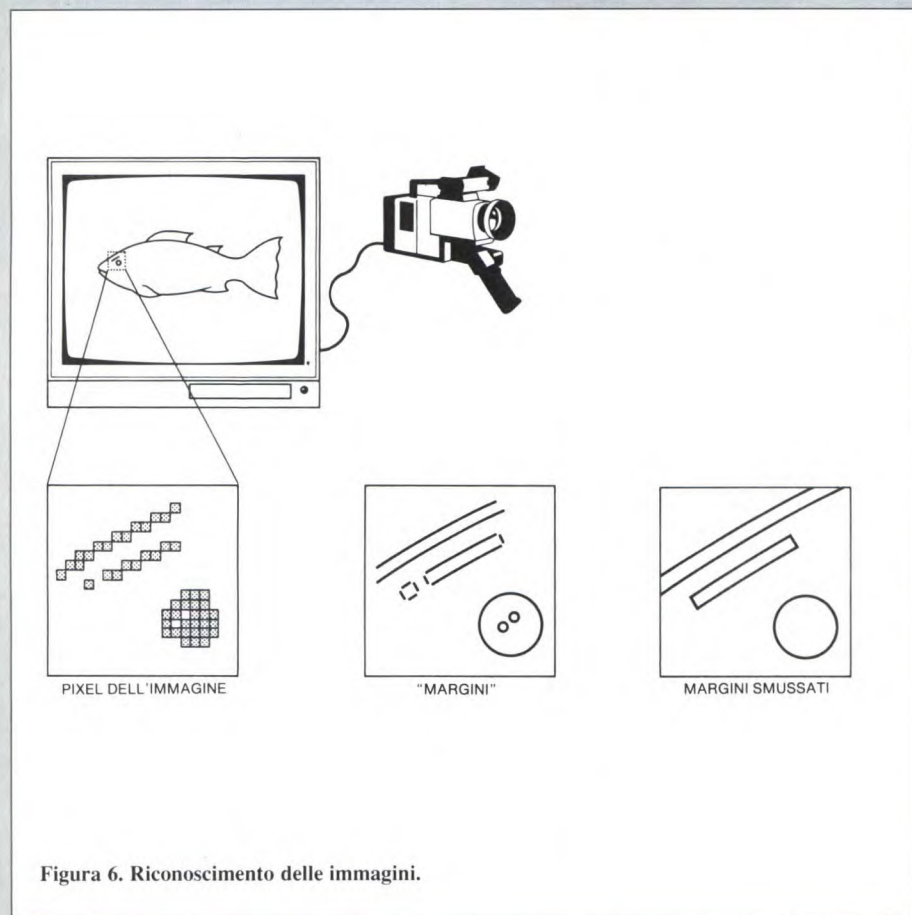 PIXEL DELL'IMMAGINE
"MARGINI"
MARGINI SMUSSATI
Figura 6. Riconoscimento delle immagini.